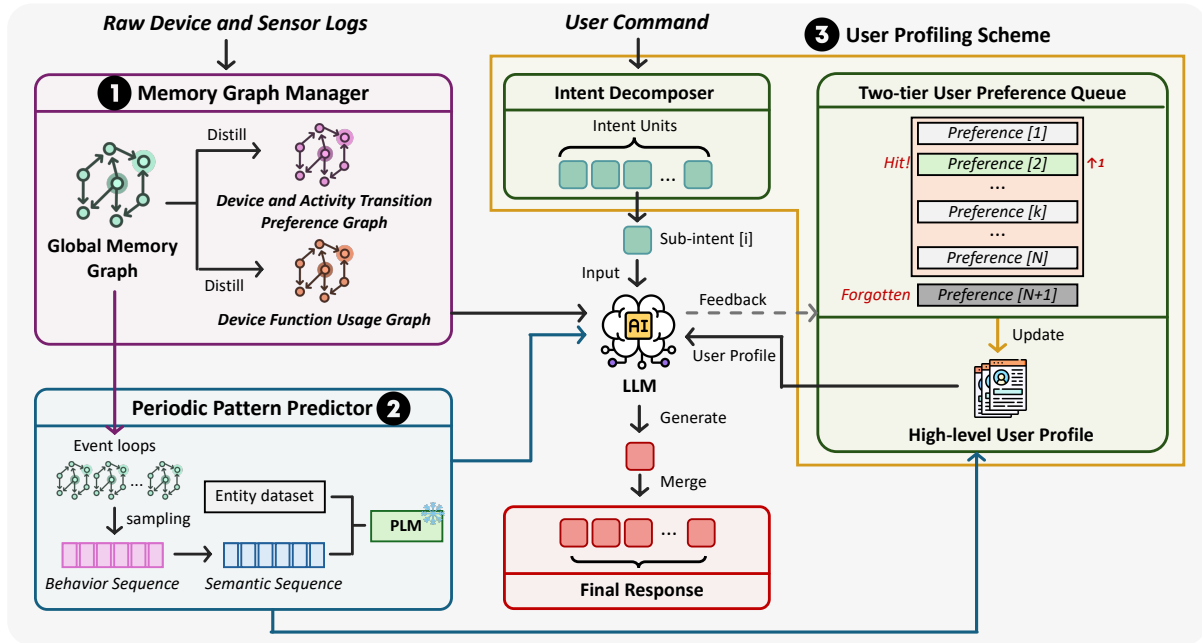 Raw Device and Sensor Logs
User Command
3 User Profiling Scheme
1 Memory Graph Manager
Distill
Device and Activity Transition
Preference Graph
Global Memory
Graph
Distill
Device Function Usage Graph
Intent Decomposer
Intent Units
...
Sub-intent [i]
Input
AI
LLM
Feedback
User Profile
Generate
Merge
...
Final Response
Two-tier User Preference Queue
Preference [1]
Hit! Preference [2] ↑1
...
Preference [k]
...
Preference [N]
Forgotten Preference [N+1]
Update
High-level User Profile
Periodic Pattern Predictor 2
Event loops
...
sampling
Entity dataset
PLM
Behavior Sequence
Semantic Sequence